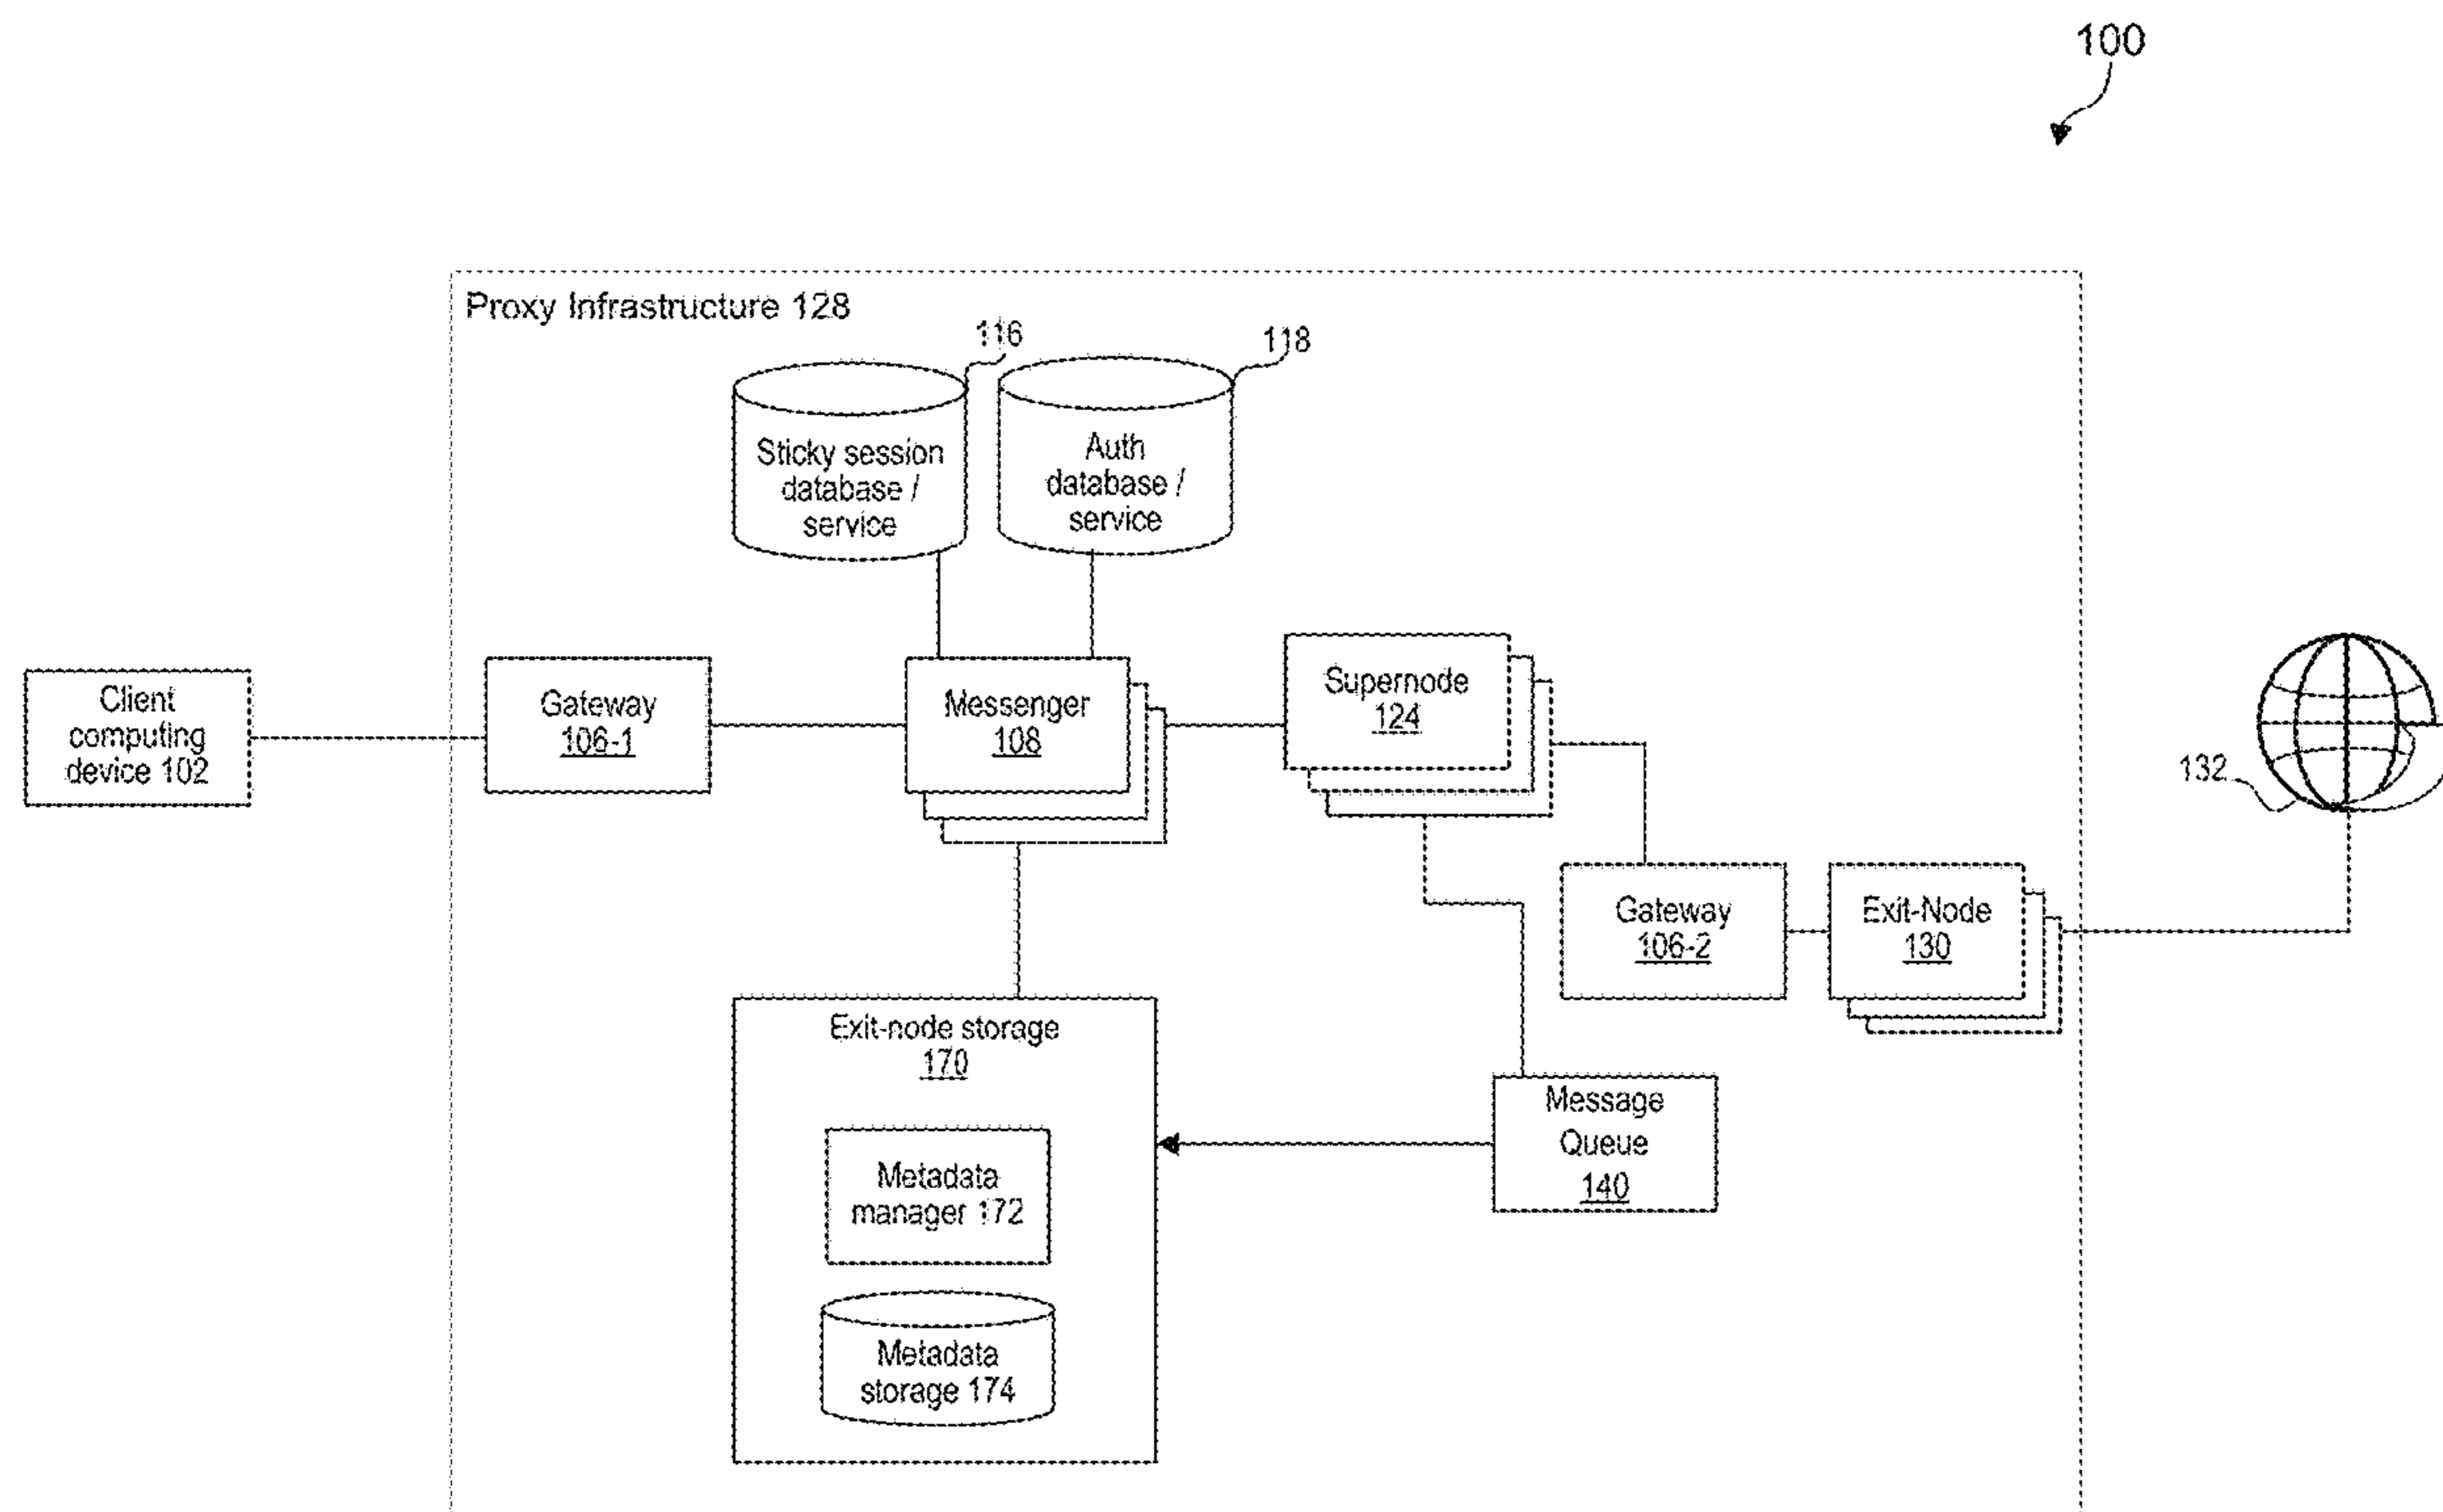 100
Proxy Infrastructure 128
116
118
Sticky session
database /
service
Auth
database /
service
Client
computing
device 102
Gateway
106-1
Messenger
108
Supernode
124
132
Gateway
106-2
Exit-Node
130
Exit-node storage
170
Metadata
manager 172
Metadata
storage 174
Message
Queue
140